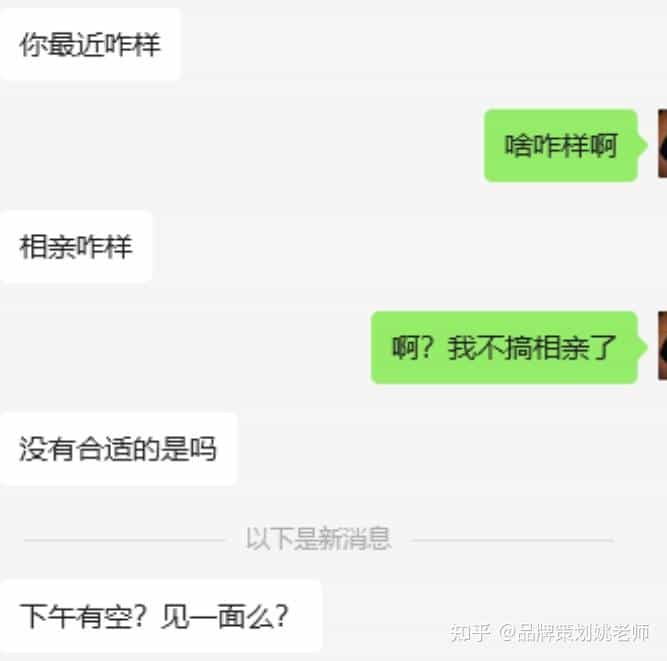 你最近咋样
啥咋样啊
相亲咋样
啊？我不搞相亲了
没有合适的是吗
以下是新消息
下午有空？见一面么？
知乎 @品牌策划姚老师